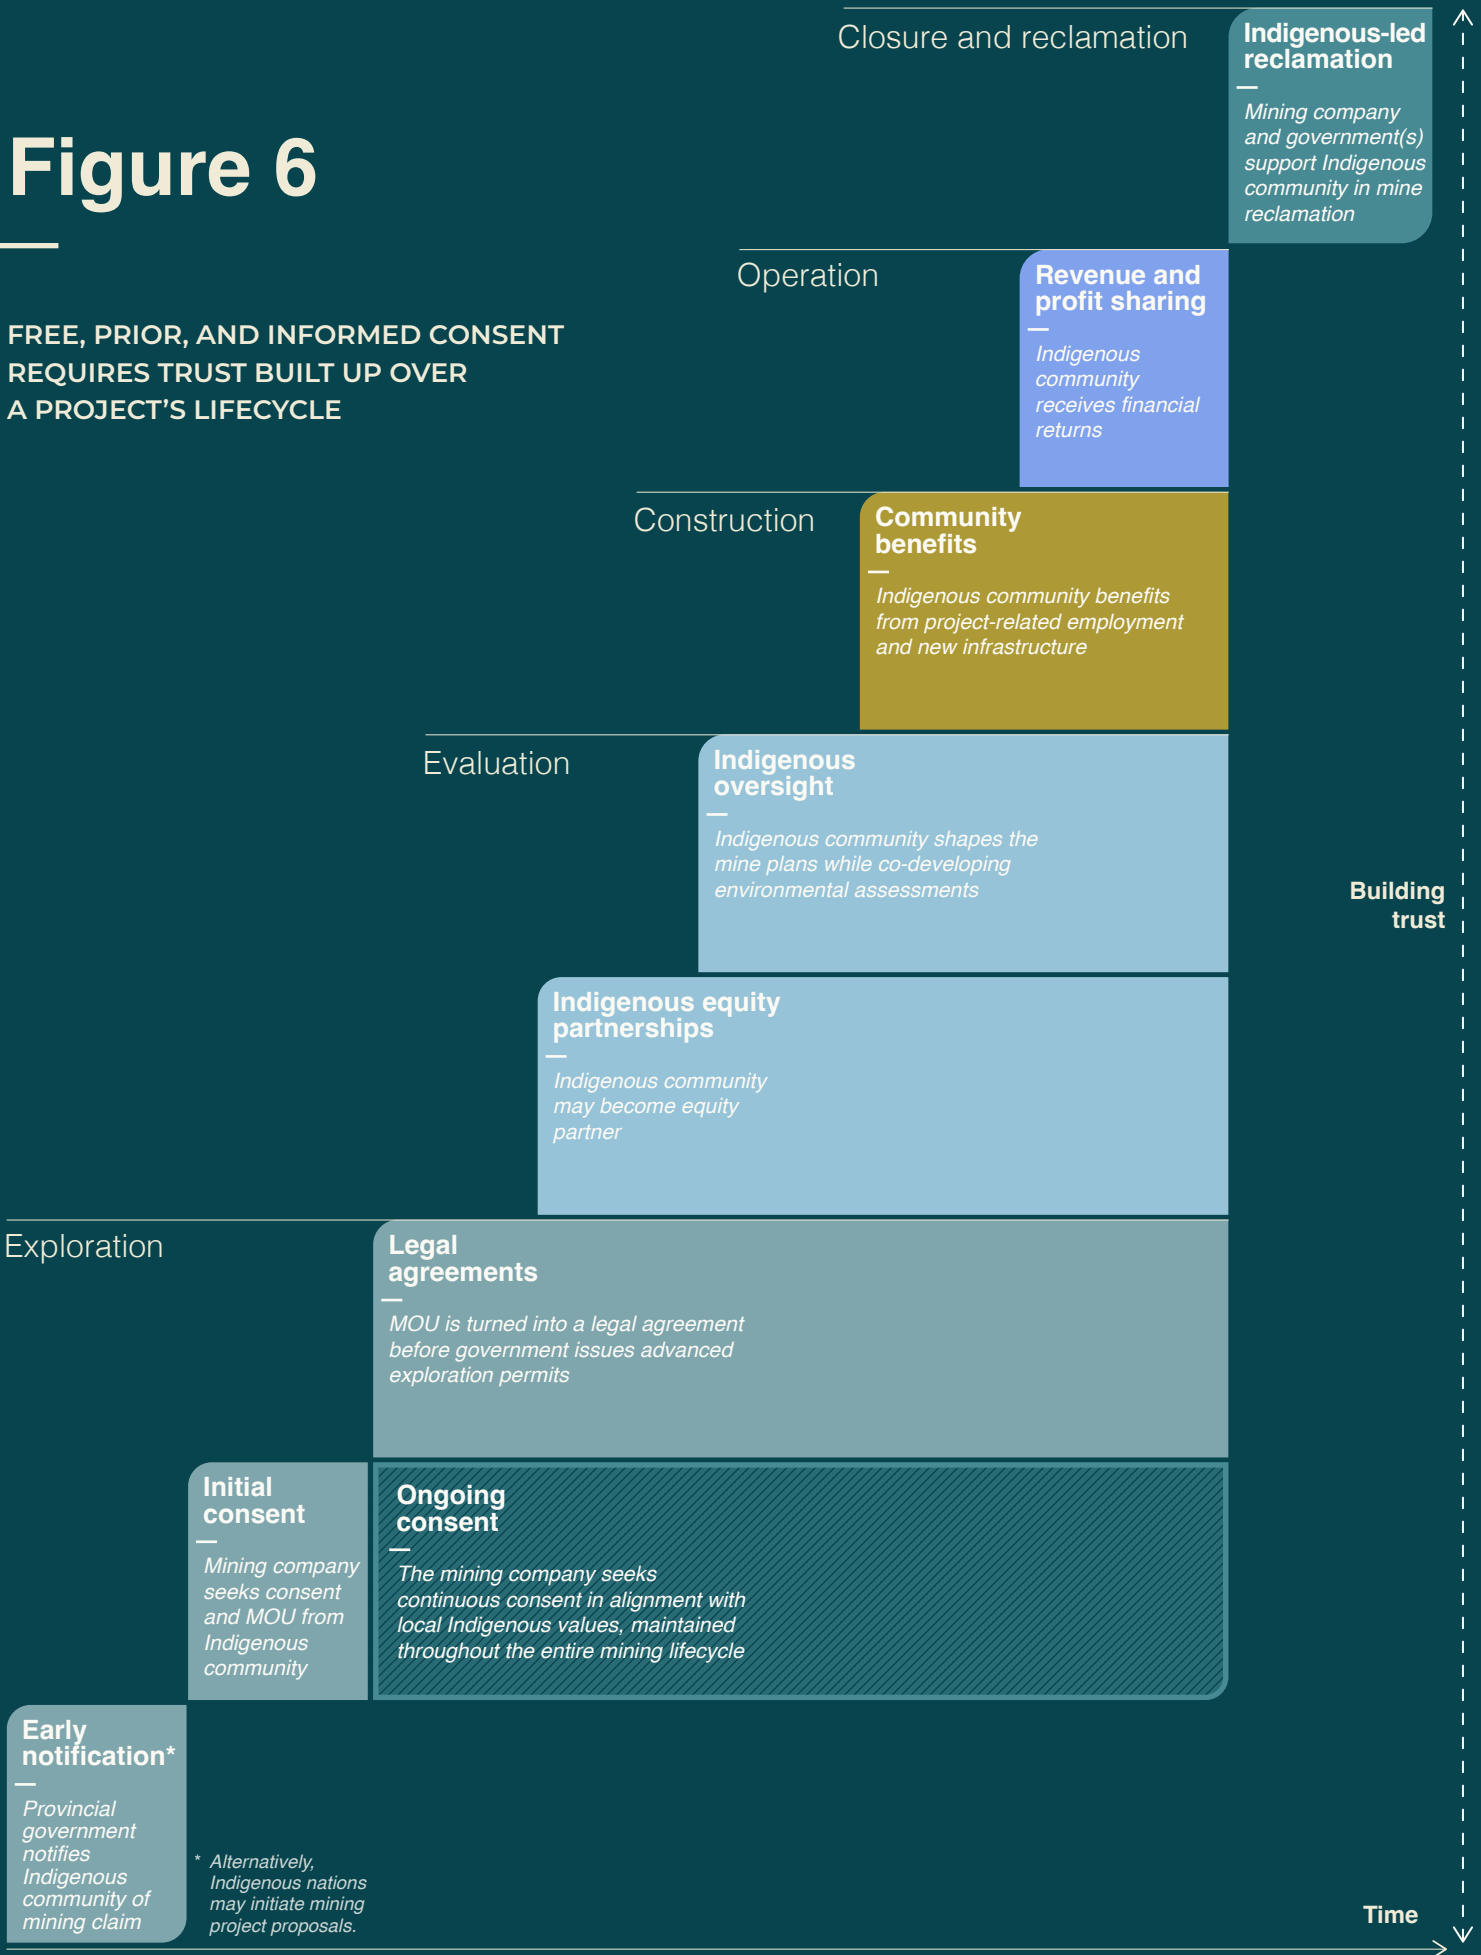 Figure 6
FREE, PRIOR, AND INFORMED CONSENT
REQUIRES TRUST BUILT UP OVER
A PROJECT'S LIFECYCLE
Closure and reclamation
Indigenous-led
reclamation
Mining company
and government(s)
support Indigenous
community in mine
reclamation
Operation
Revenue and
profit sharing
Indigenous
community
receives financial
returns
Construction
Community
benefits
Indigenous community benefits
from project-related employment
and new infrastructure
Evaluation
Indigenous
oversight
Indigenous community shapes the
mine plans while co-developing
environmental assessments
Building
trust
Indigenous equity
partnerships
Indigenous community
may become equity
partner
Exploration
Legal
agreements
MOU is turned into a legal agreement
before government issues advanced
exploration permits
Initial
consent
Mining company
seeks consent
and MOU from
Indigenous
community
Ongoing
consent
The mining company seeks
continuous consent in alignment with
local Indigenous values, maintained
throughout the entire mining lifecycle
Early
notification*
Provincial
government
notifies
Indigenous
community of
mining claim
* Alternatively,
Indigenous nations
may initiate mining
project proposals.
Time